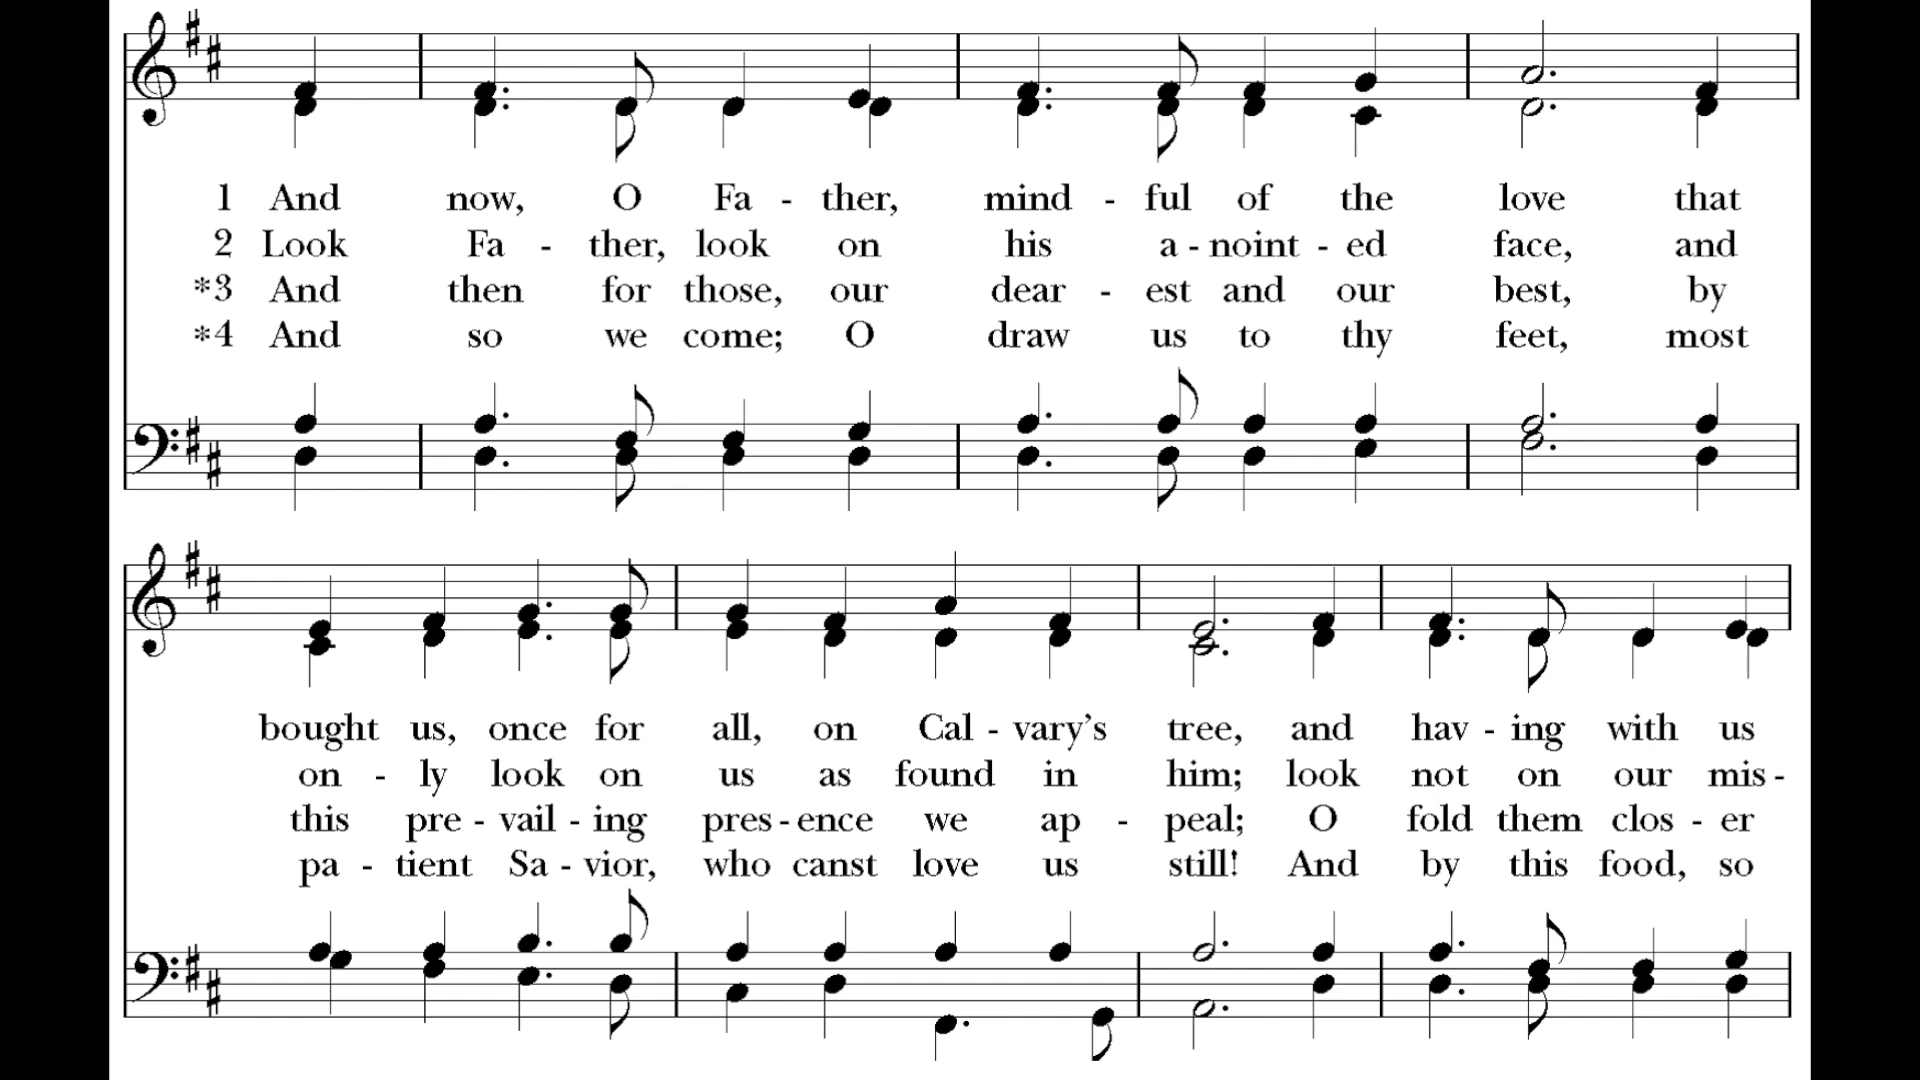 1 And now, O Fa - ther, mind - ful of the love that
2 Look Fa - ther, look on his a - noint - ed face, and
*3 And then for those, our dear - est and our best, by
*4 And so we come; O draw us to thy feet, most
bought us, once for all, on Cal - vary's tree, and hav - ing with us
on - ly look on us as found in him; look not on our mis -
this pre - vail - ing pres - ence we ap - peal; O fold them clos - er
pa - tient Sa - vior, who canst love us still! And by this food, so